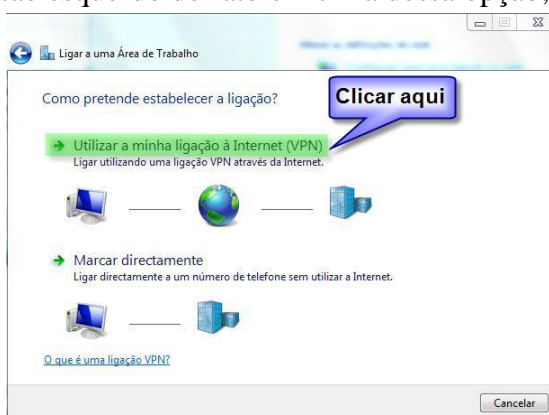 Ligar a uma Área de Trabalho
Como pretende estabelecer a ligação?
Clicar aqui
Utilizar a minha ligação à Internet (VPN)
Ligar utilizando uma ligação VPN através da Internet.
Marcar directamente
Ligar directamente a um número de telefone sem utilizar a Internet.
O que é uma ligação VPN?
Cancelar